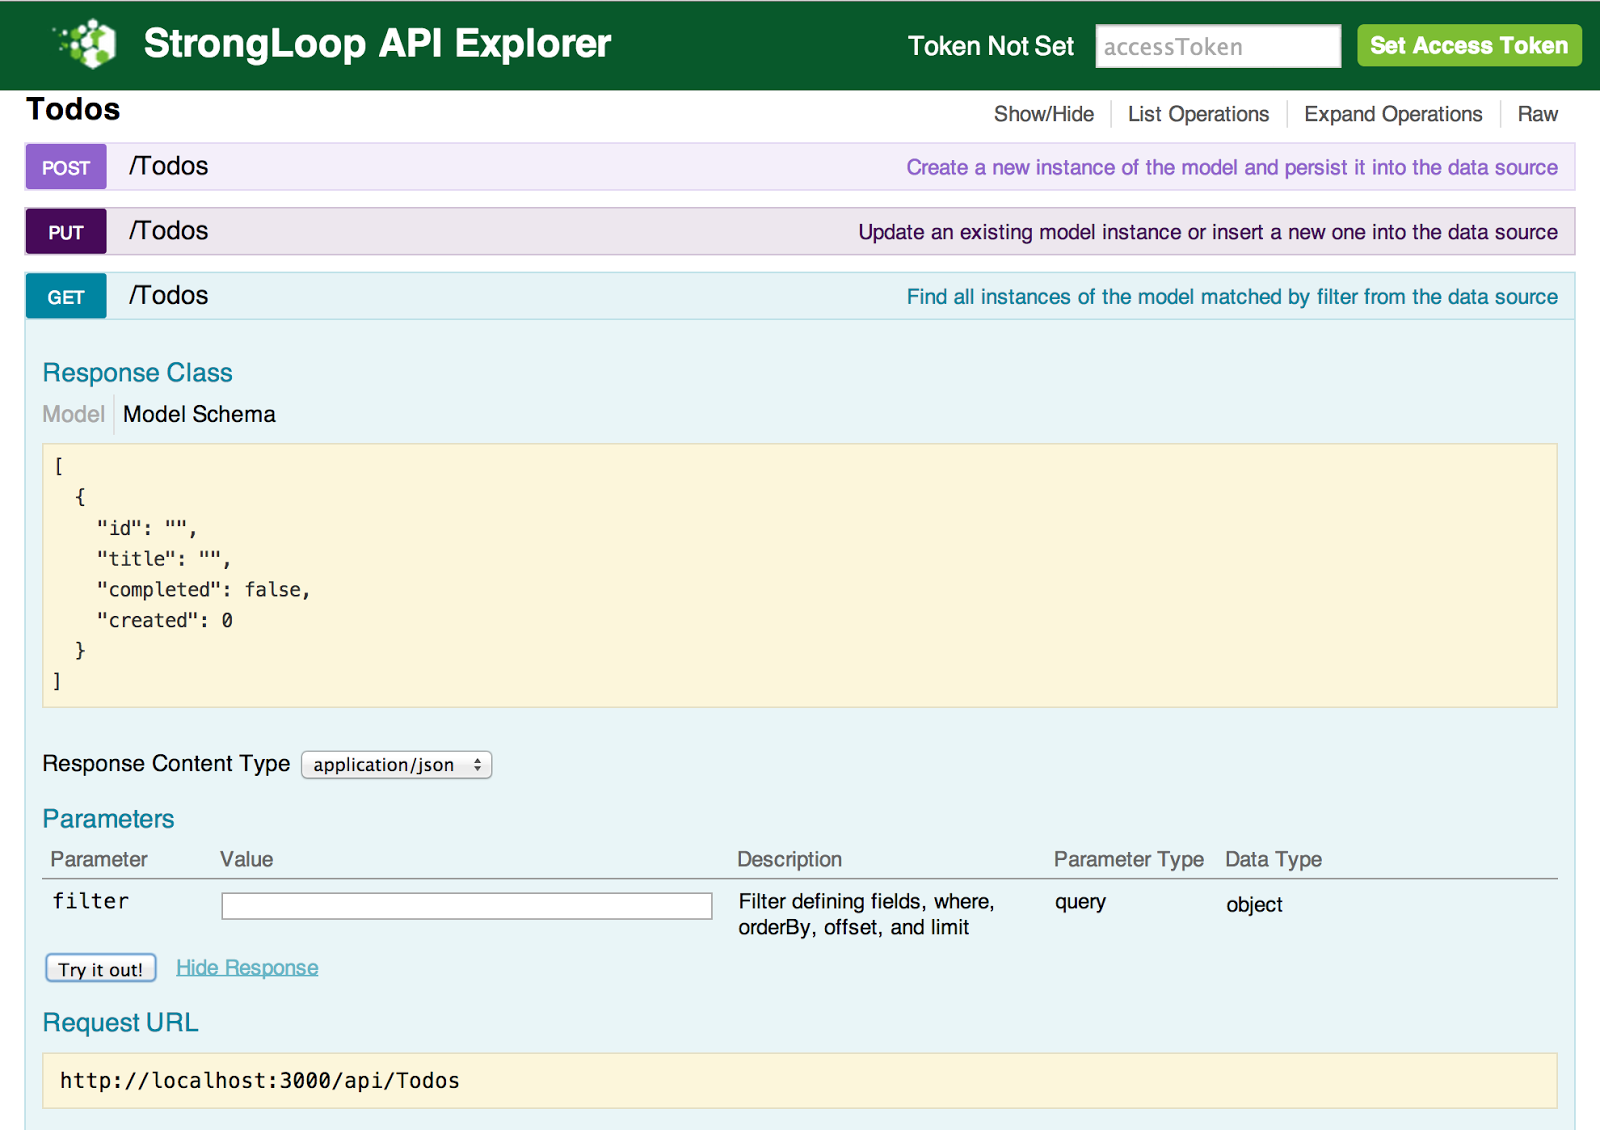 StrongLoop API Explorer
Token Not Set accessToken Set Access Token
Todos
Show/Hide List Operations Expand Operations Raw
POST /Todos Create a new instance of the model and persist it into the data source
PUT /Todos Update an existing model instance or insert a new one into the data source
GET /Todos Find all instances of the model matched by filter from the data source
Response Class
Model Model Schema
[
  {
    "id": "",
    "title": "",
    "completed": false,
    "created": 0
  }
]
Response Content Type application/json
Parameters
Parameter Value Description Parameter Type Data Type
filter Filter defining fields, where, query object
orderBy, offset, and limit
Try it out! Hide Response
Request URL
http://localhost:3000/api/Todos